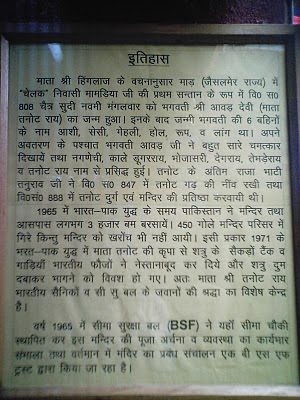 इतिहास
माता श्री हिंगलाज के वचनानुसार माड़ (जैसलमेर राज्य) में
"चेलक" निवासी मामडिया जी की प्रथम सन्तान के रूप में वि0 स0
808 चैत्र सुदी नवमी मंगलवार को भगवती श्री आवड़ देवी (माता
तनोट राय) का जन्म हुआ। इनके बाद जन्मी भगवती की 6 बहिनों
के नाम आशी, सेसी, गेहली, होल, रूप, व लांग था। अपने
अवतरण के पश्चात भगवती आवड़ जी ने बहुत सारे चमत्कार
दिखायें तथा नगणेची, काले डूंगरराय, भोजासरी, देगराय, तेमडेराय
व तनोट राय नाम से प्रसिद्ध हुई। तनोट के अंतिम राजा भाटी
तनुराव जी ने वि0 स0 847 में तनोट गढ़ की नींव रखी तथा
वि0सं0 888 में तनोट दुर्ग एवं मन्दिर की प्रतिष्ठा करवायी थी।
1965 में भारत-पाक युद्ध के समय पाकिस्तान ने मन्दिर तथा
आसपास लगभग 3 हजार बम बरसायें। 450 गोले मन्दिर परिसर में
गिरे किन्तु मन्दिर को खरोंच भी नहीं आयी। इसी प्रकार 1971 के
भारत-पाक युद्ध में माता तनोट की कृपा से शत्रु के सैंकड़ों टैंक व
गाड़ियाँ भारतीय फौजों ने नेस्तानाबूद कर दिये और शत्रु दुम
दबाकर भागने को विवश हो गए। अतः माता श्री तनोट राय
भारतीय सैनिकों व सी सु बल के जवानों की श्रद्धा का विशेष केन्द्र
है।
वर्ष 1965 में सीमा सुरक्षा बल (BSF) ने यहाँ सीमा चौकी
स्थापित कर इस मन्दिर की पूजा अर्चना व व्यवस्था का कार्यभार
संभाला तथा वर्तमान में मंदिर का प्रबंध संचालन एक बी एस एफ
ट्रस्ट द्वारा किया जा रहा है।